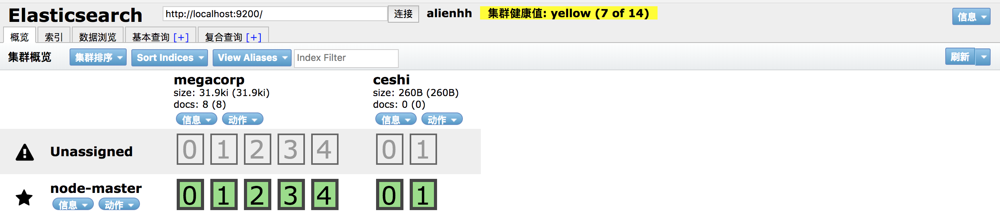 Elasticsearch
http://localhost:9200/ 连接 alienhh 集群健康值: yellow (7 of 14) 信息
概览 索引 数据浏览 基本查询 [+] 复合查询 [+]
集群概览 集群排序 Sort Indices View Aliases Index Filter 刷新
megacorp ceshi
size: 31.9ki (31.9ki) size: 260B (260B)
docs: 8 (8) docs: 0 (0)
信息 动作 信息 动作
Unassigned 0 1 2 3 4 0 1
node-master 0 1 2 3 4 0 1
信息 动作